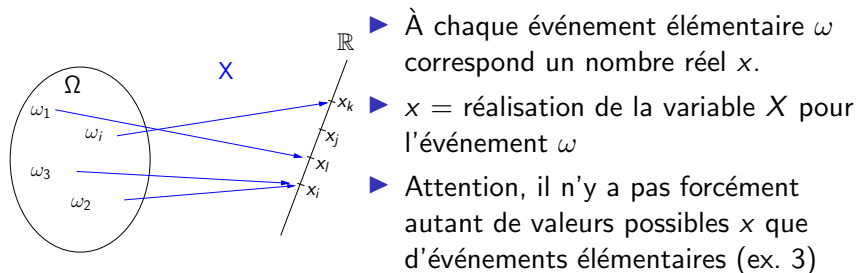 Ω
X
ℝ
ω₁
ωᵢ
ω₃
ω₂
xₖ
xⱼ
xₗ
xᵢ
▶ À chaque événement élémentaire ω
correspond un nombre réel x.
▶ x = réalisation de la variable X pour
l'événement ω
▶ Attention, il n'y a pas forcément
autant de valeurs possibles x que
d'événements élémentaires (ex. 3)